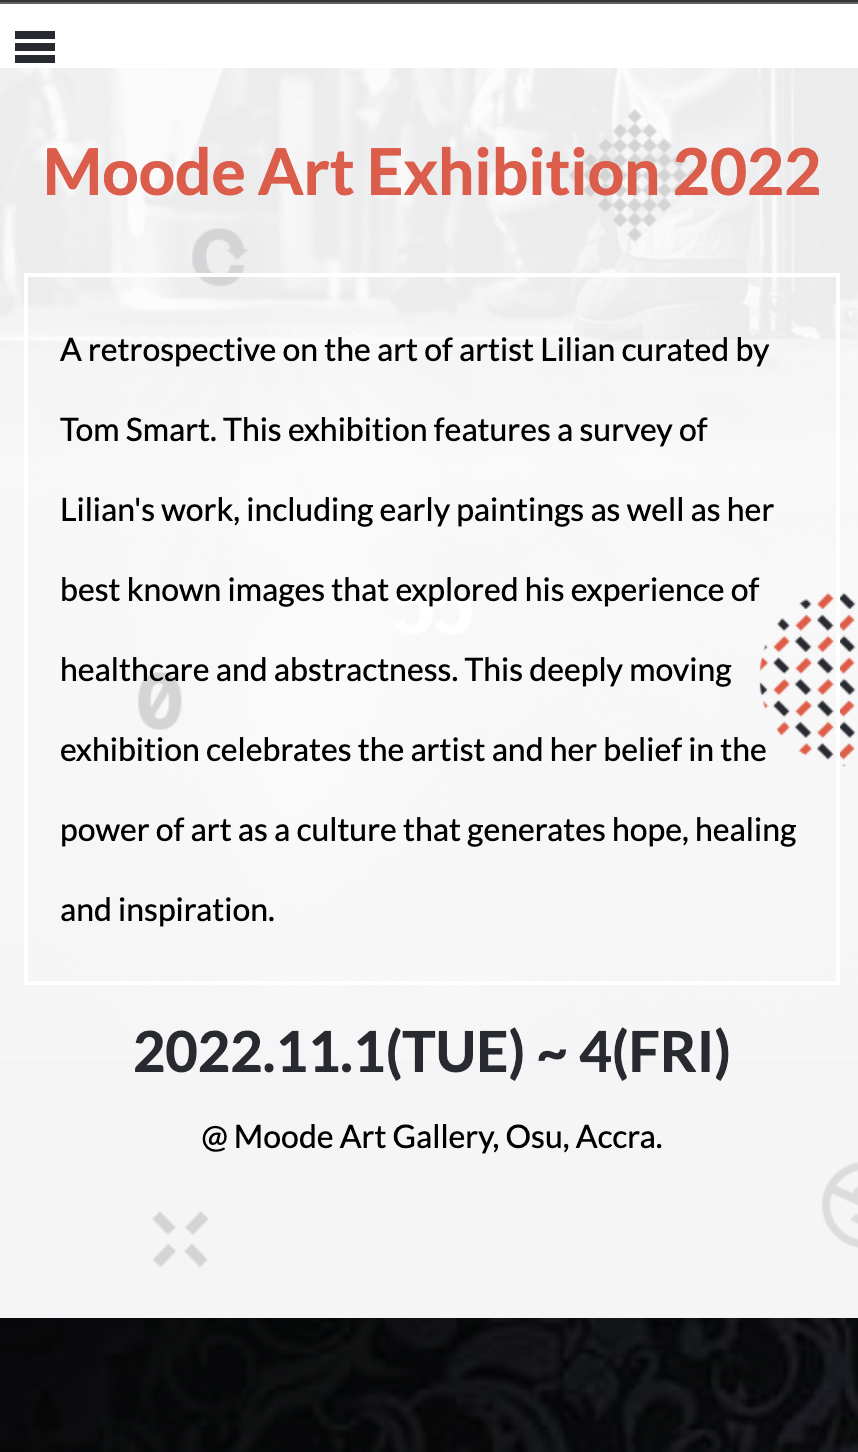 Moode Art Exhibition 2022
A retrospective on the art of artist Lilian curated by
Tom Smart. This exhibition features a survey of
Lilian's work, including early paintings as well as her
best known images that explored his experience of
healthcare and abstractness. This deeply moving
exhibition celebrates the artist and her belief in the
power of art as a culture that generates hope, healing
and inspiration.
2022.11.1(TUE) ~ 4(FRI)
@ Moode Art Gallery, Osu, Accra.